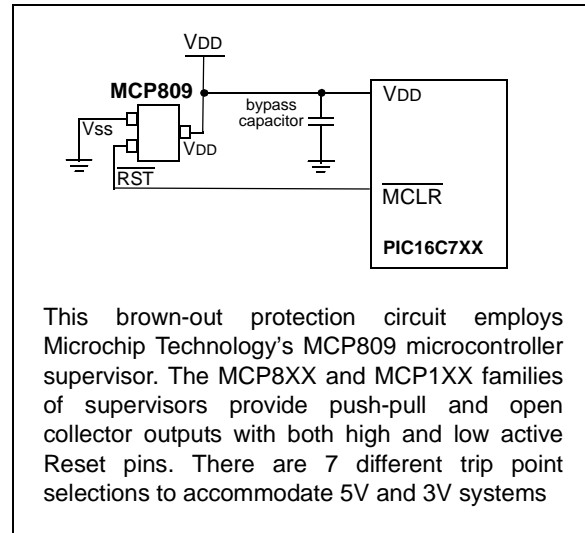 VDD
MCP809
VDD
bypass
capacitor
Vss
VDD
RST
MCLR
PIC16C7XX
This brown-out protection circuit employs
Microchip Technology's MCP809 microcontroller
supervisor. The MCP8XX and MCP1XX families
of supervisors provide push-pull and open
collector outputs with both high and low active
Reset pins. There are 7 different trip point
selections to accommodate 5V and 3V systems